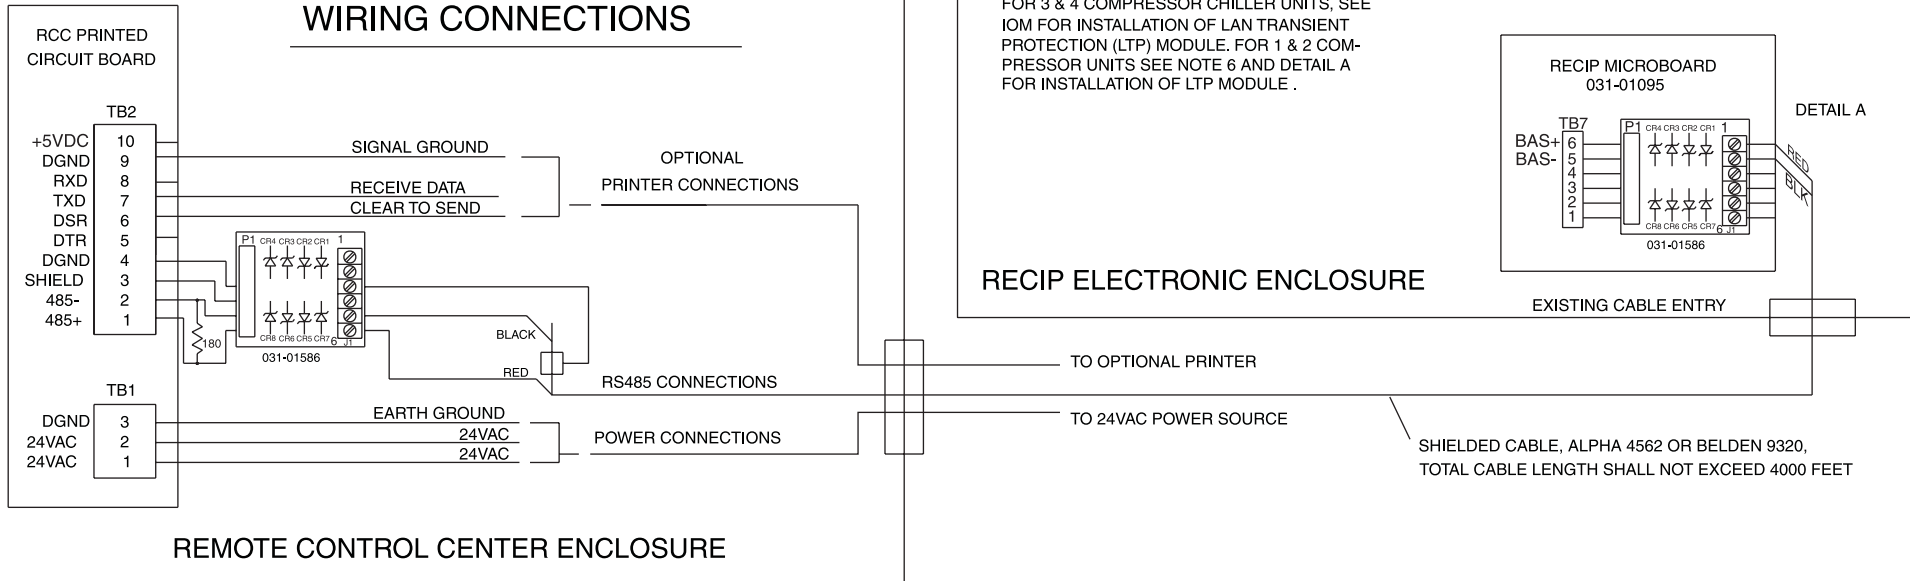 WIRING CONNECTIONS
RCC PRINTED
CIRCUIT BOARD
TB2
+5VDC 10
DGND 9
RXD 8
TXD 7
DSR 6
DTR 5
DGND 4
SHIELD 3
485- 2
485+ 1
180
SIGNAL GROUND
RECEIVE DATA
CLEAR TO SEND
OPTIONAL
PRINTER CONNECTIONS
P1 CR4 CR3 CR2 CR1 1
CR8 CR6 CR5 CR7 6 J1
031-01586
BLACK
RED
RS485 CONNECTIONS
TB1
DGND 3
24VAC 2
24VAC 1
EARTH GROUND
24VAC
24VAC
POWER CONNECTIONS
REMOTE CONTROL CENTER ENCLOSURE
FOR 3 & 4 COMPRESSOR CHILLER UNITS, SEE
IOM FOR INSTALLATION OF LAN TRANSIENT
PROTECTION (LTP) MODULE. FOR 1 & 2 COM-
PRESSOR UNITS SEE NOTE 6 AND DETAIL A
FOR INSTALLATION OF LTP MODULE .
RECIP MICROBOARD
031-01095
DETAIL A
TB7
BAS+ 6
BAS- 5
4
3
2
1
P1 CR4 CR3 CR2 CR1 1
CR8 CR6 CR5 CR7 6 J1
031-01586
RED
BLK
RECIP ELECTRONIC ENCLOSURE
EXISTING CABLE ENTRY
TO OPTIONAL PRINTER
TO 24VAC POWER SOURCE
SHIELDED CABLE, ALPHA 4562 OR BELDEN 9320,
TOTAL CABLE LENGTH SHALL NOT EXCEED 4000 FEET